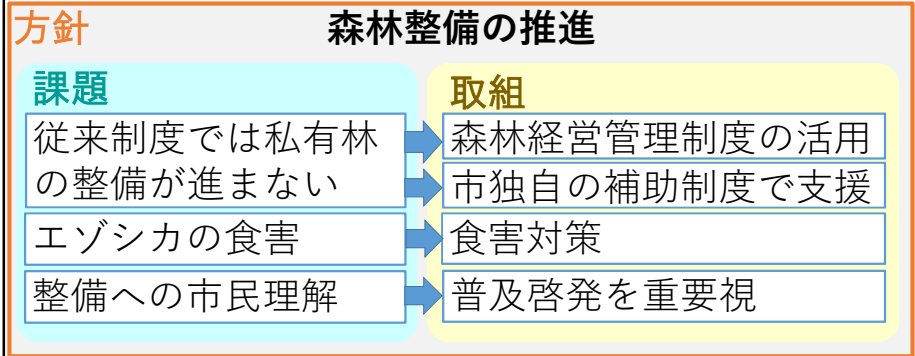 方針 森林整備の推進
課題
従来制度では私有林
の整備が進まない
エゾシカの食害
整備への市民理解
取組
森林経営管理制度の活用
市独自の補助制度で支援
食害対策
普及啓発を重要視